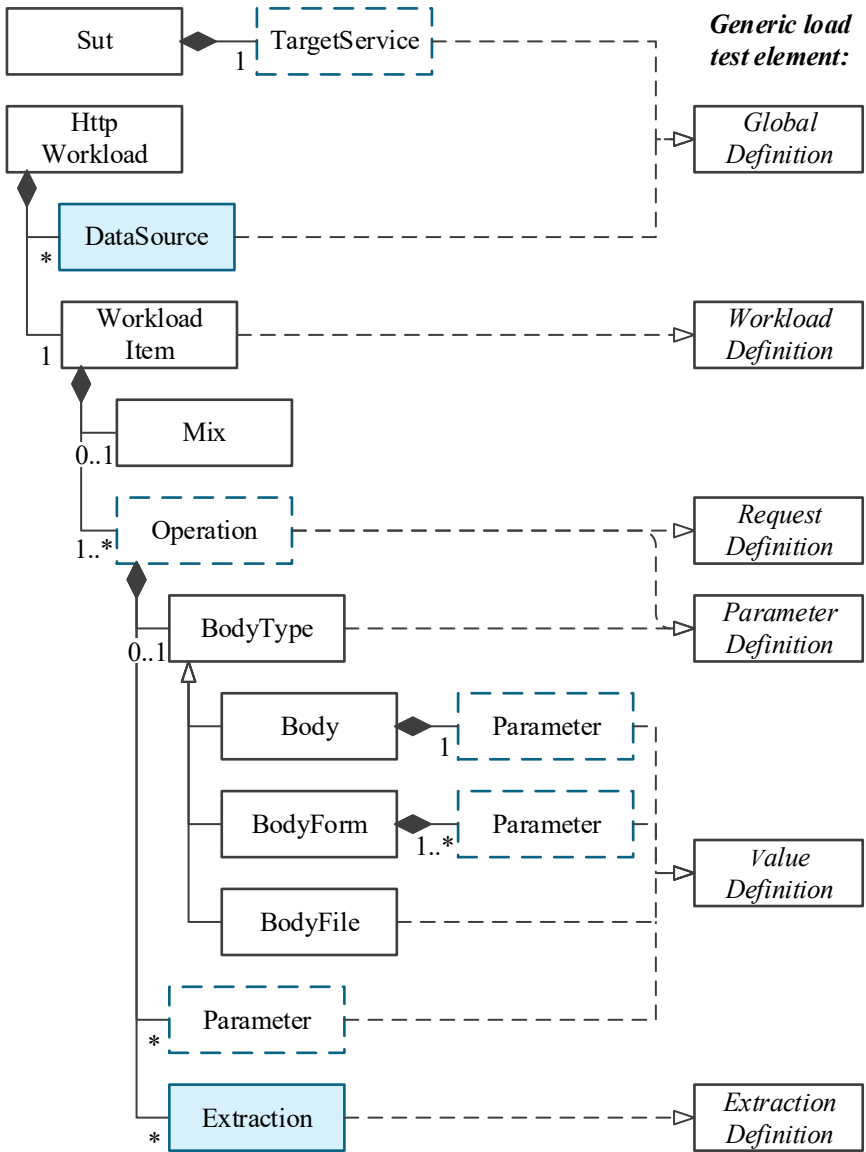 Sut
TargetService
1
Generic load
test element:
Http
Workload
Global
Definition
DataSource
*
Workload
Item
1
Workload
Definition
Mix
0..1
Operation
1..*
Request
Definition
BodyType
0..1
Parameter
Definition
Body
1
Parameter
BodyForm
1..*
Parameter
Value
Definition
BodyFile
Parameter
*
Extraction
*
Extraction
Definition